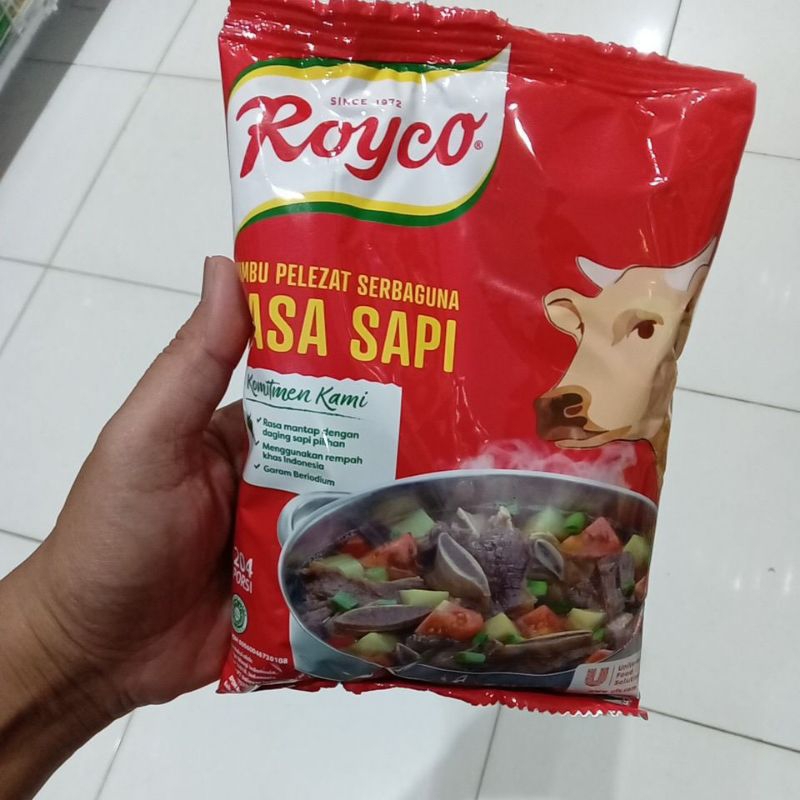 SINCE 1972
Royco®
MBU PELEZAT SERBAGUNA
ASA SAPI
Komitmen Kami
✓ Rasa mantap dengan
daging sapi pilihan
✓ Menggunakan rempah
khas Indonesia
✓ Garam Beriodium
204
PORSI
U
Food